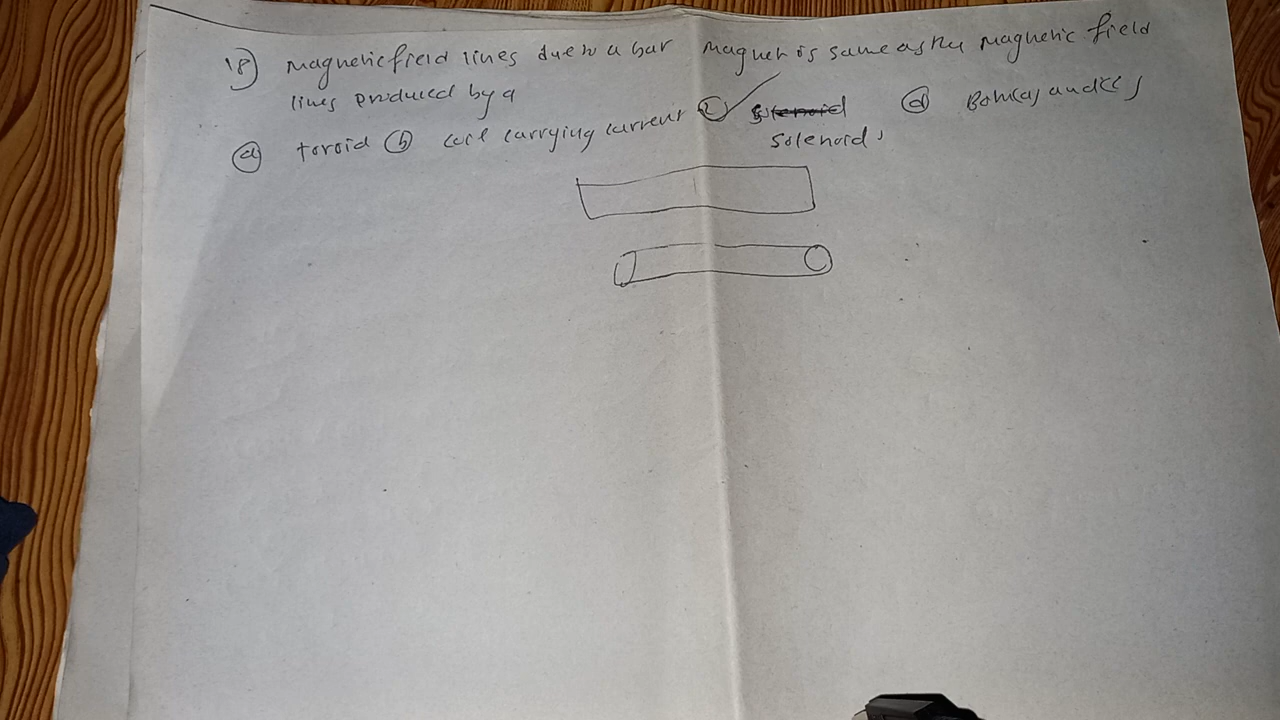 18) Magnetic field lines due to a bar magnet is same as the magnetic field
lines produced by a
(a) toroid (b) coil carrying current (c) solenoid (d) Both (a) and (c)
solenoid